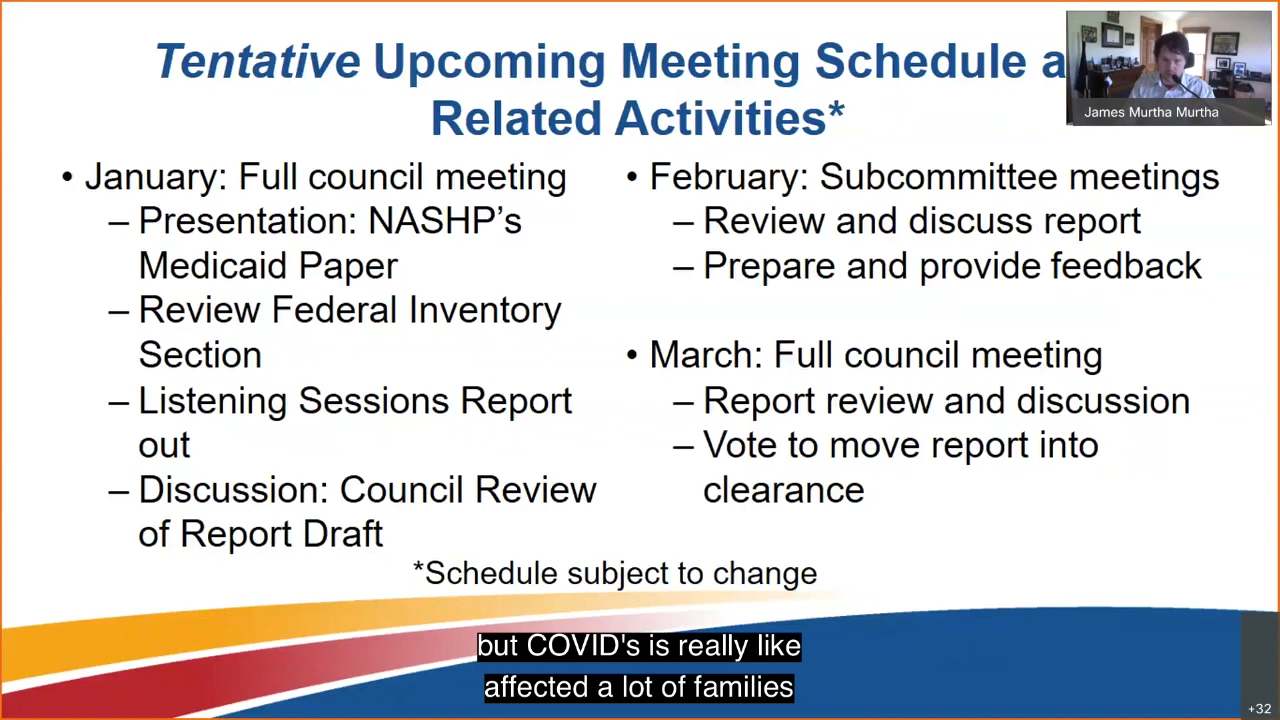 Tentative Upcoming Meeting Schedule a
Related Activities*
James Murtha Murtha
• January: Full council meeting
– Presentation: NASHP’s
Medicaid Paper
– Review Federal Inventory
Section
– Listening Sessions Report
out
– Discussion: Council Review
of Report Draft
• February: Subcommittee meetings
– Review and discuss report
– Prepare and provide feedback
• March: Full council meeting
– Report review and discussion
– Vote to move report into
clearance
*Schedule subject to change
but COVID's is really like
affected a lot of families
+32